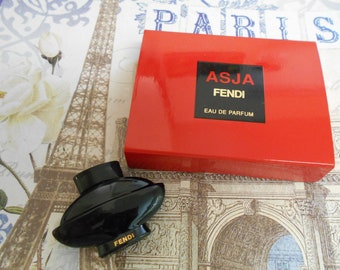 PARIS
ASJA
FENDI
EAU DE PARFUM
FENDI